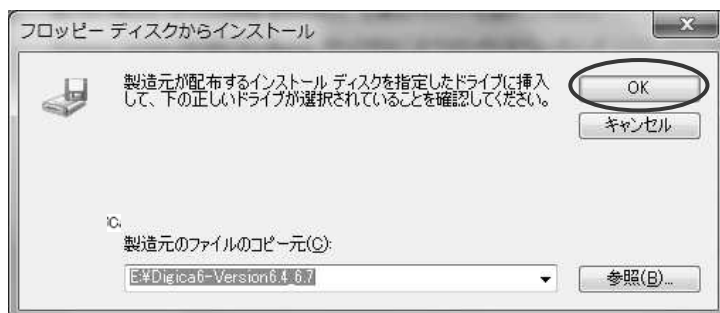 フロッピー ディスクからインストール
製造元が配布するインストール ディスクを指定したドライブに挿入
して、下の正しいドライブが選択されていることを確認してください。
OK
キャンセル
製造元のファイルのコピー元(C):
E:¥Digica6-Version6.4_6.7
参照(B)...